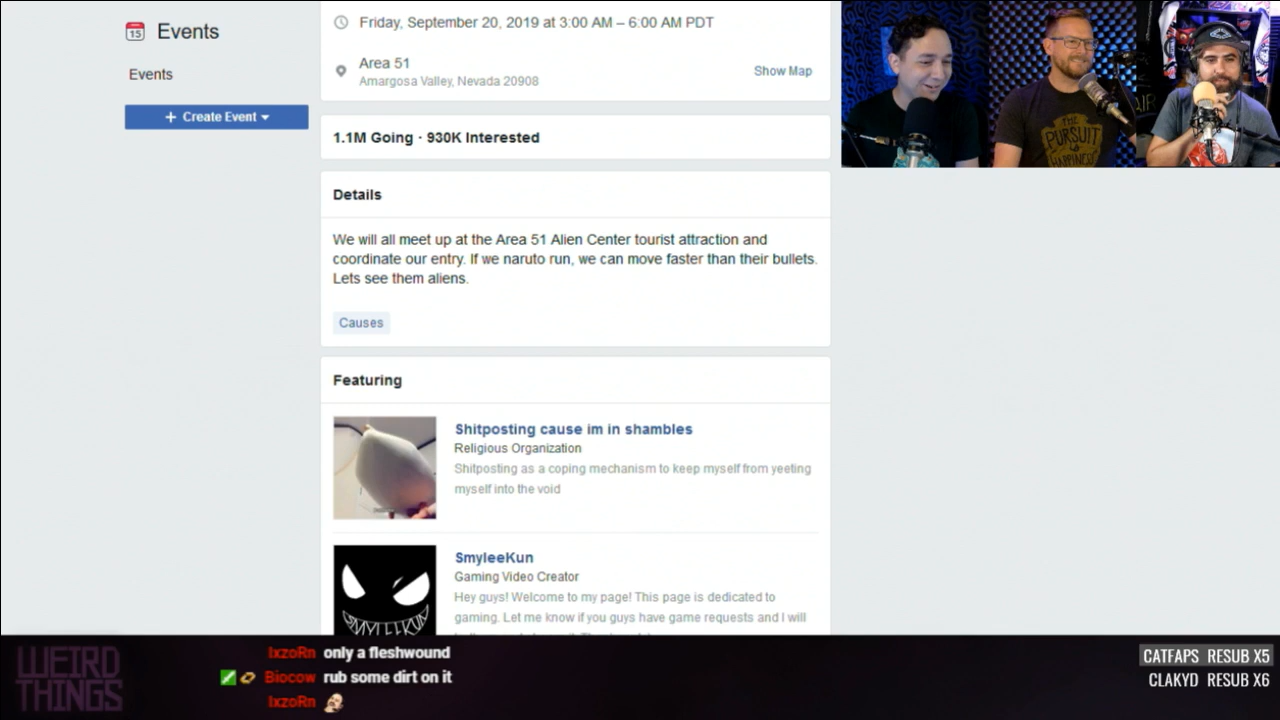 15 Events
Events
+ Create Event
Friday, September 20, 2019 at 3:00 AM – 6:00 AM PDT
Area 51
Amargosa Valley, Nevada 20908
Show Map
1.1M Going · 930K Interested
Details
We will all meet up at the Area 51 Alien Center tourist attraction and
coordinate our entry. If we naruto run, we can move faster than their bullets.
Lets see them aliens.
Causes
Featuring
Shitposting cause im in shambles
Religious Organization
Shitposting as a coping mechanism to keep myself from yeeting
myself into the void
SmyleeKun
Gaming Video Creator
Hey guys! Welcome to my page! This page is dedicated to
gaming. Let me know if you guys have game requests and I will
SMYLEEKUN
THE
PURSUIT
HAPPINESS
WEIRD
THINGS
IxzoRn only a fleshwound
Biocow rub some dirt on it
IxzoRn
CATFAPS RESUB X5
CLAKYD RESUB X6